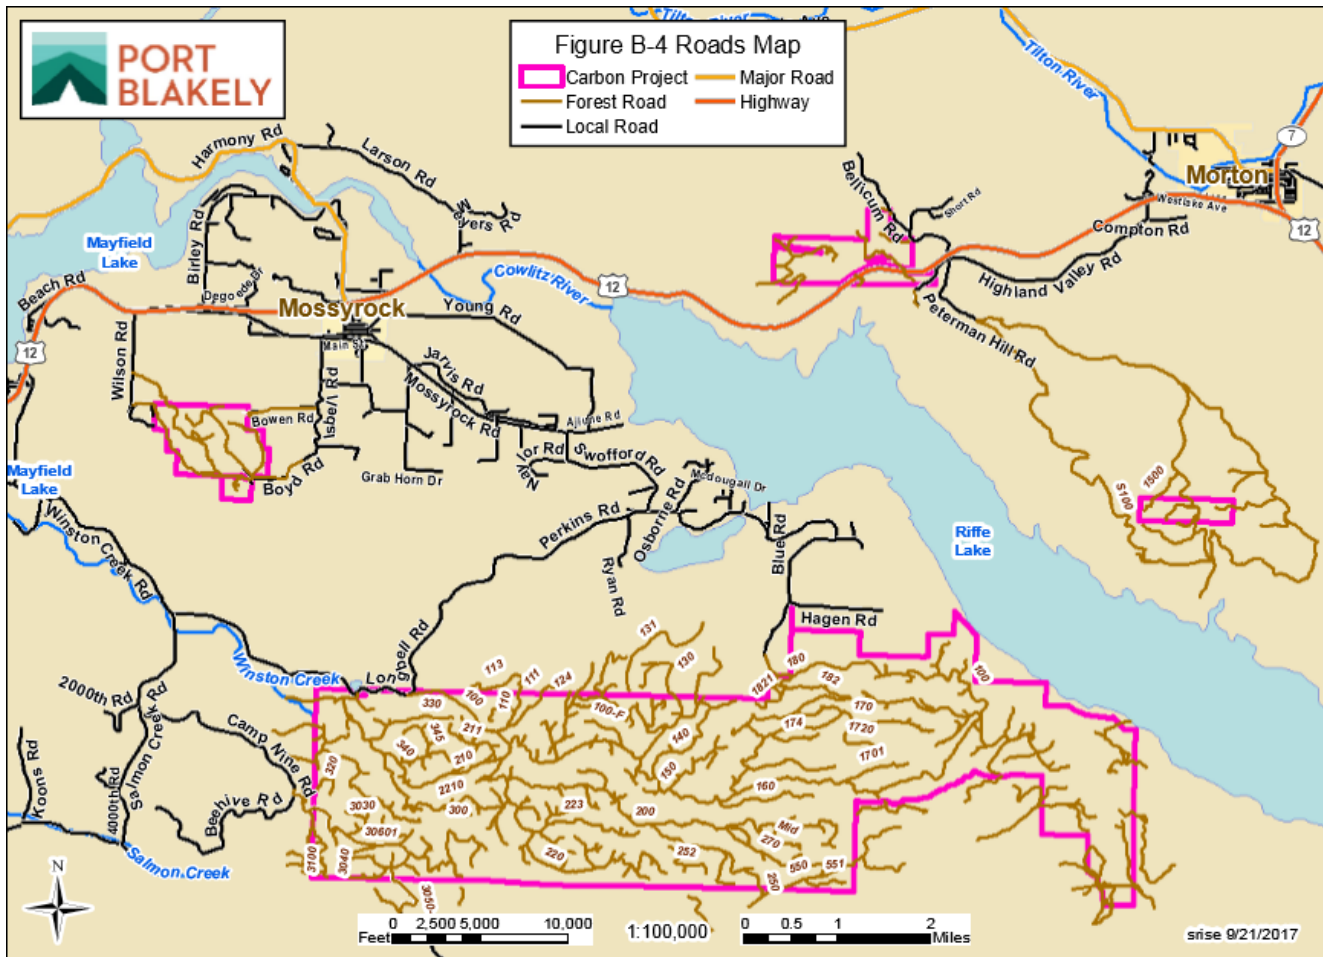 PORT
BLAKELY
Figure B-4 Roads Map
Carbon Project
Major Road
Forest Road
Highway
Local Road
Tilton River
Tilton River
7
Morton
Westlake Ave
12
Compton Rd
Highland Valley Rd
Bellicum Rd
Short Rd
Peterman Hill Rd
Harmony Rd
Larson Rd
Meyers Rd
Mayfield
Lake
Birley Rd
Degoede Dr
Beach Rd
12
Mossyrock
Cowlitz River
12
Young Rd
Main St
Wilson Rd
Isbell Rd
Jarvis Rd
Mossyrock Rd
Ajlune Rd
Bowen Rd
Boyd Rd
Grab Horn Dr
Swofford Rd
Mcdougall Dr
Osborne Rd
Perkins Rd
Ryan Rd
Blue Rd
Hagen Rd
Riffe
Lake
S100
1500
Mayfield
Lake
Winston Creek Rd
Winston Creek
Longbell Rd
2000th Rd
Salmon Creek Rd
Camp Nine Rd
Koons Rd
4000th Rd
Beehive Rd
Salmon Creek
131
130
113
111
124
100
110
330
100-F
1821
180
182
100
170
174
1720
1701
345
211
340
210
140
150
160
320
2210
3030
300
223
200
Mid
30601
270
220
252
550
551
250
3100
3040
3050
N
0 2,500 5,000 10,000
Feet
1:100,000
0 0.5 1 2
Miles
srise 9/21/2017